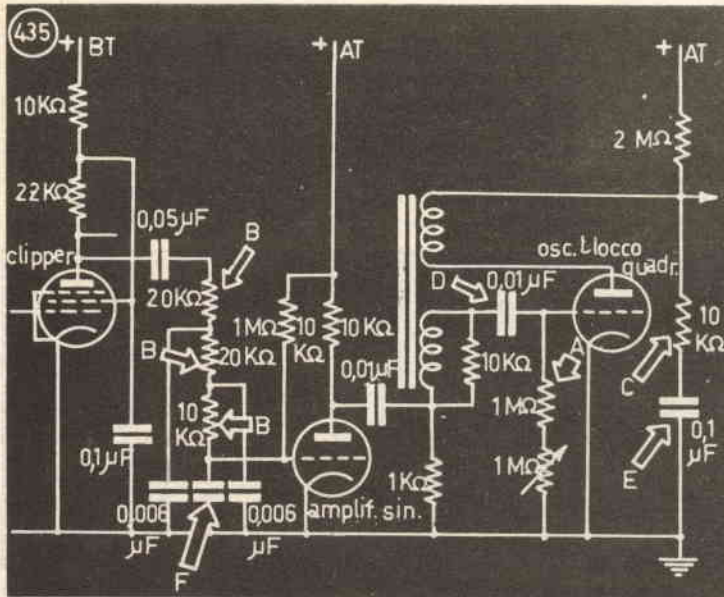 435
+ BT
+ AT
+ AT
10KΩ
22KΩ
2 MΩ
0,05μF
clipper
B
20KΩ
osc. blocco
quadr.
D
0,01μF
B
20KΩ
1MΩ
10
KΩ
10KΩ
A
10
KΩ
0,01μF
10KΩ
C
10
KΩ
B
1MΩ
0,1μF
1MΩ
0,1
μF
1KΩ
E
0,006
μF
0,006
μF
amplif. sin.
F